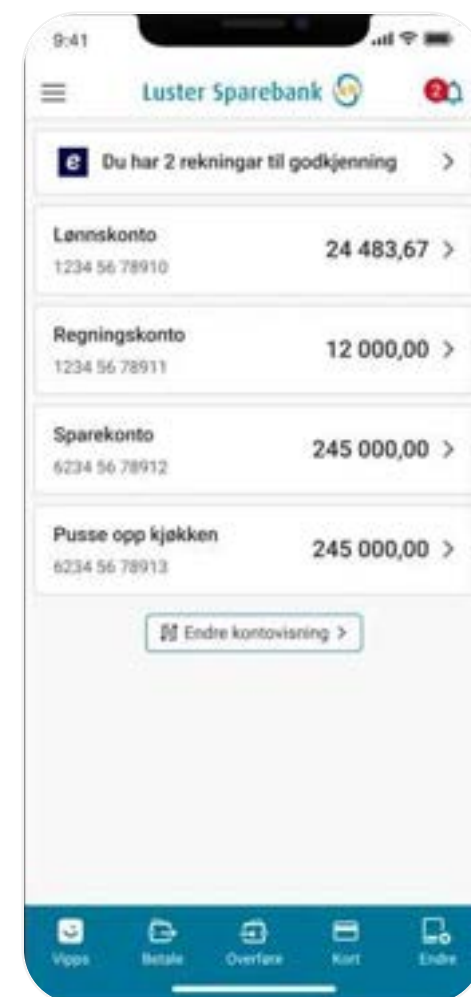 9:41
Luster Sparebank
2
e Du har 2 rekningar til godkjenning >
Lønnskonto
1234 56 78910
24 483,67 >
Regningskonto
1234 56 78911
12 000,00 >
Sparekonto
6234 56 78912
245 000,00 >
Pusse opp kjøkken
6234 56 78913
245 000,00 >
Endre kontovisning >
Vipps Betale Overføre Kort Endre